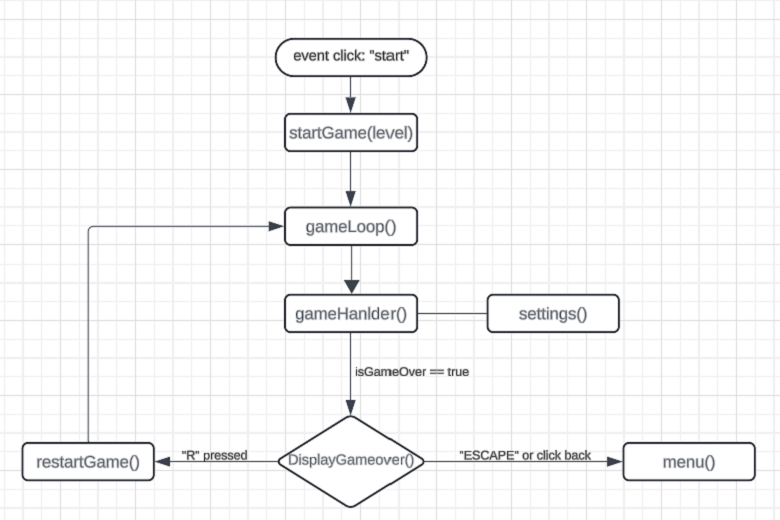 event click: "start"
startGame(level)
gameLoop()
gameHanlder()
settings()
isGameOver == true
restartGame()
"R" pressed
DisplayGameover()
"ESCAPE" or click back
menu()